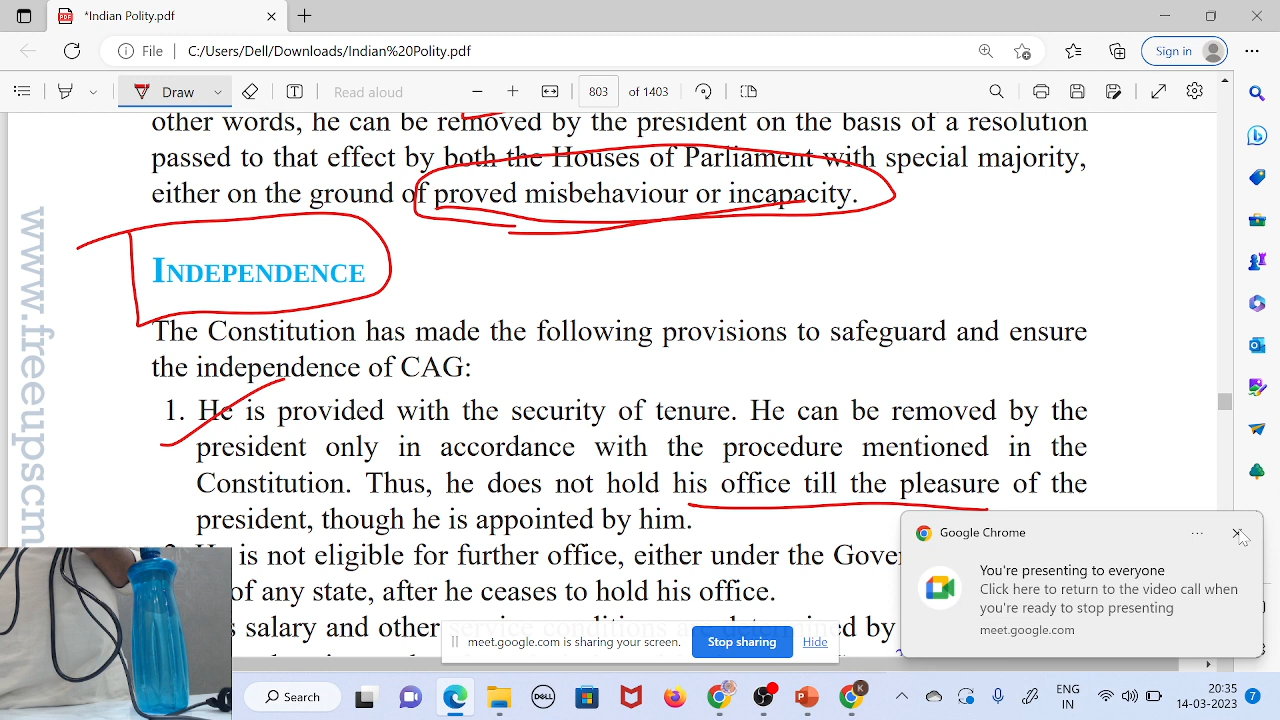 *Indian Polity.pdf
File
C:/Users/Dell/Downloads/Indian%20Polity.pdf
Sign in
Draw
Read aloud
803
of 1403
other words, he can be removed by the president on the basis of a resolution
passed to that effect by both the Houses of Parliament with special majority,
either on the ground of proved misbehaviour or incapacity.
INDEPENDENCE
The Constitution has made the following provisions to safeguard and ensure
the independence of CAG:
1. He is provided with the security of tenure. He can be removed by the
president only in accordance with the procedure mentioned in the
Constitution. Thus, he does not hold his office till the pleasure of the
president, though he is appointed by him.
is not eligible for further office, either under the Gover
of any state, after he ceases to hold his office.
salary and other service conditions are determined by
www.freeupscm
Google Chrome
You're presenting to everyone
Click here to return to the video call when
you're ready to stop presenting
meet.google.com
meet.google.com is sharing your screen.
Stop sharing
Hide
Search
DELL
ENG
IN
20:35
14-03-2023
7